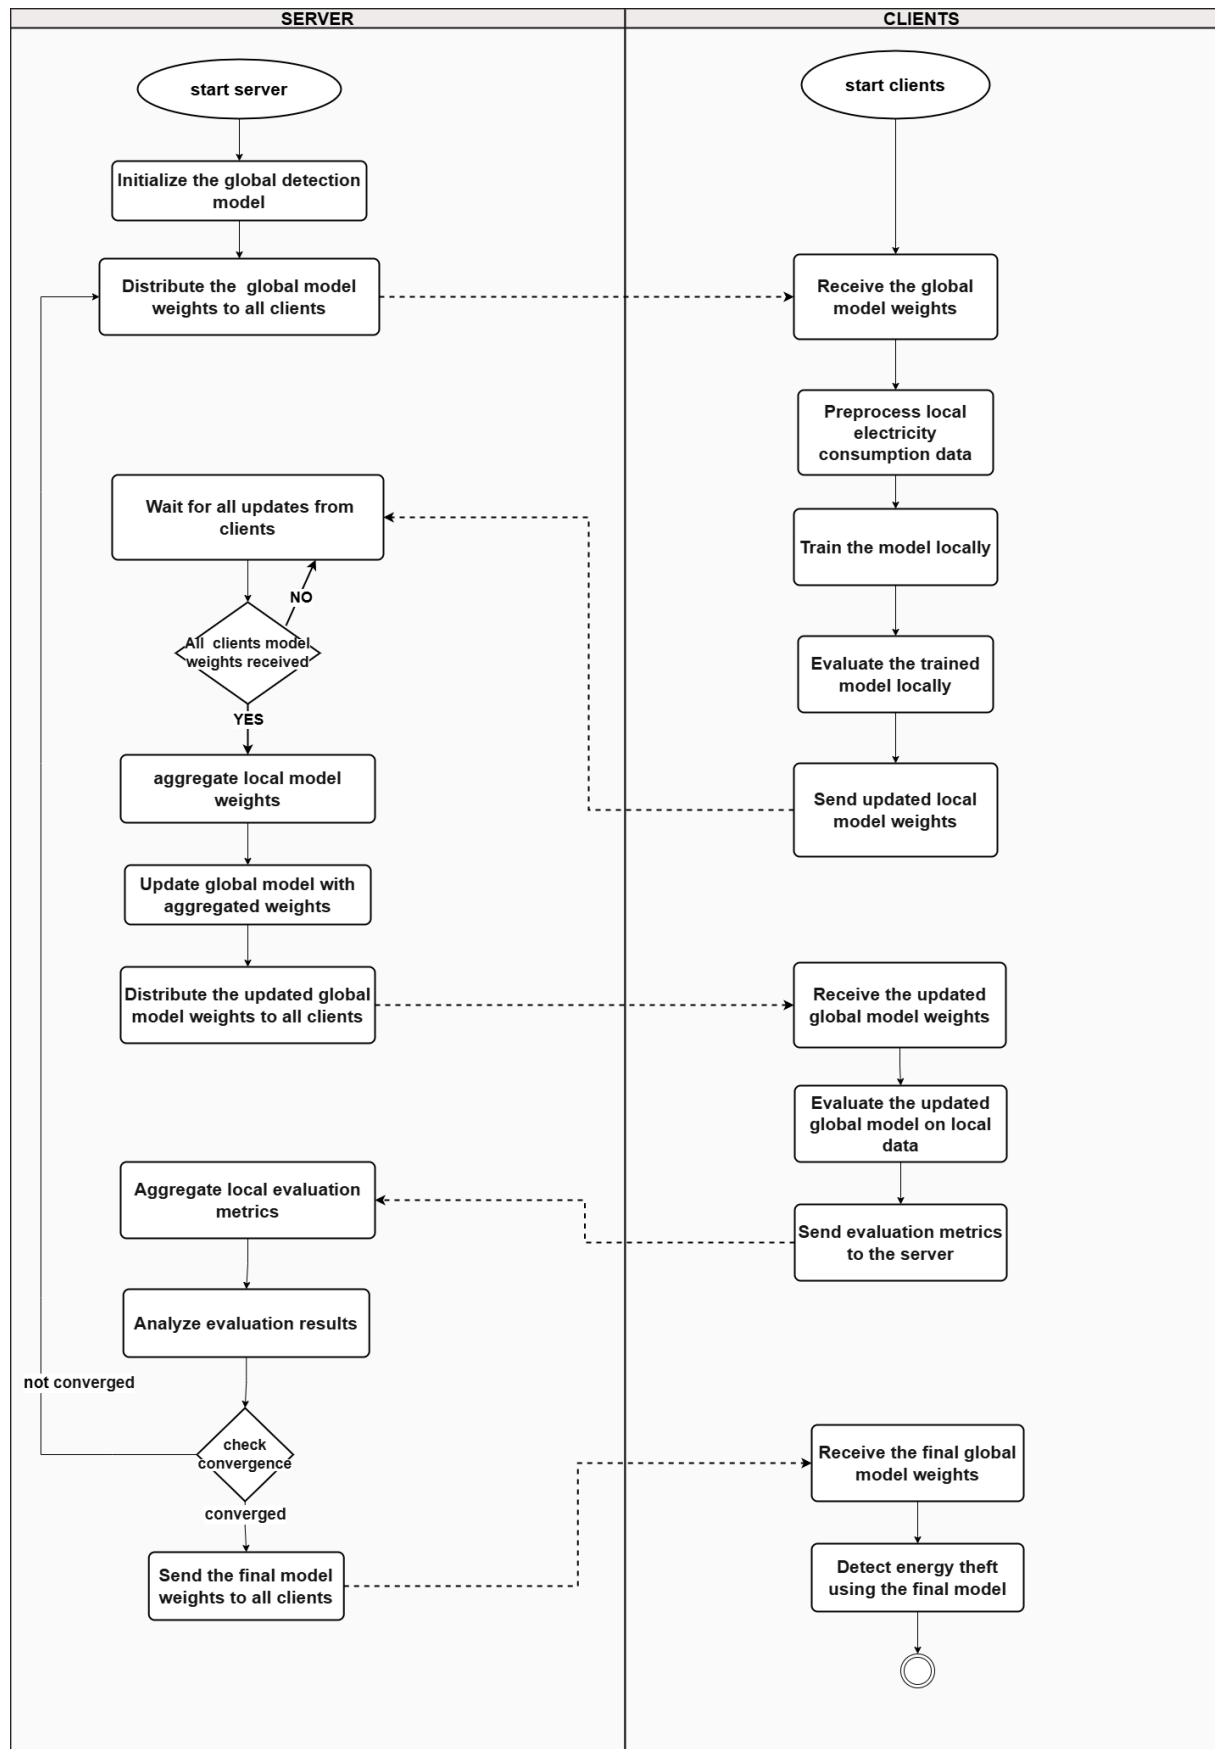 SERVER
CLIENTS
start server
start clients
Initialize the global detection
model
Distribute the global model
weights to all clients
Receive the global
model weights
Preprocess local
electricity
consumption data
Wait for all updates from
clients
Train the model locally
NO
All clients model
weights received
Evaluate the trained
model locally
YES
aggregate local model
weights
Send updated local
model weights
Update global model with
aggregated weights
Distribute the updated global
model weights to all clients
Receive the updated
global model weights
Evaluate the updated
global model on local
data
Aggregate local evaluation
metrics
Send evaluation metrics
to the server
Analyze evaluation results
not converged
check
convergence
Receive the final global
model weights
converged
Send the final model
weights to all clients
Detect energy theft
using the final model